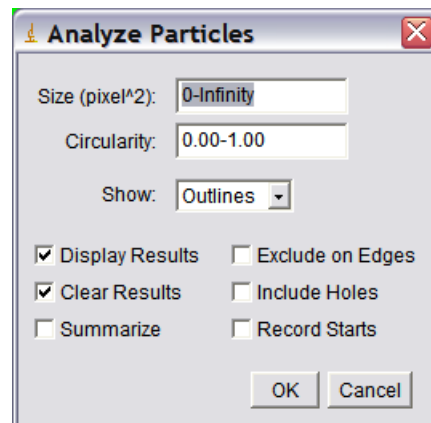 Analyze Particles
Size (pixel^2): 0-Infinity
Circularity: 0.00-1.00
Show: Outlines
Display Results Exclude on Edges
Clear Results Include Holes
Summarize Record Starts
OK Cancel